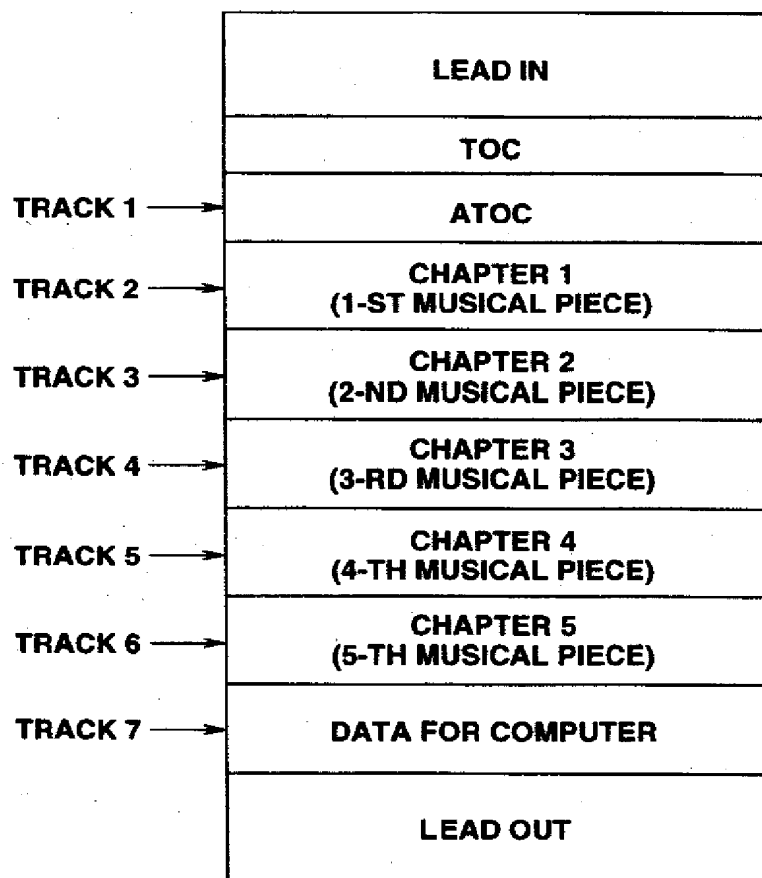 LEAD IN
TOC
TRACK 1
ATOC
TRACK 2
CHAPTER 1
(1-ST MUSICAL PIECE)
TRACK 3
CHAPTER 2
(2-ND MUSICAL PIECE)
TRACK 4
CHAPTER 3
(3-RD MUSICAL PIECE)
TRACK 5
CHAPTER 4
(4-TH MUSICAL PIECE)
TRACK 6
CHAPTER 5
(5-TH MUSICAL PIECE)
TRACK 7
DATA FOR COMPUTER
LEAD OUT